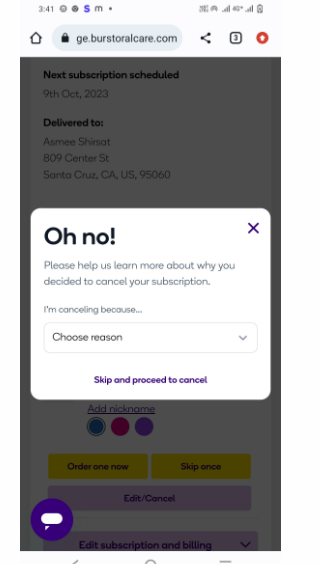 3:41
S m •
ge.burstoralcare.com
3
Next subscription scheduled
9th Oct, 2023
Delivered to:
Asmee Shirsat
809 Center St
Santa Cruz, CA, US, 95060
Oh no!
Please help us learn more about why you
decided to cancel your subscription.
I'm canceling because...
Choose reason
Skip and proceed to cancel
Add nickname
Order one now
Skip once
Edit/Cancel
Edit subscription and billing